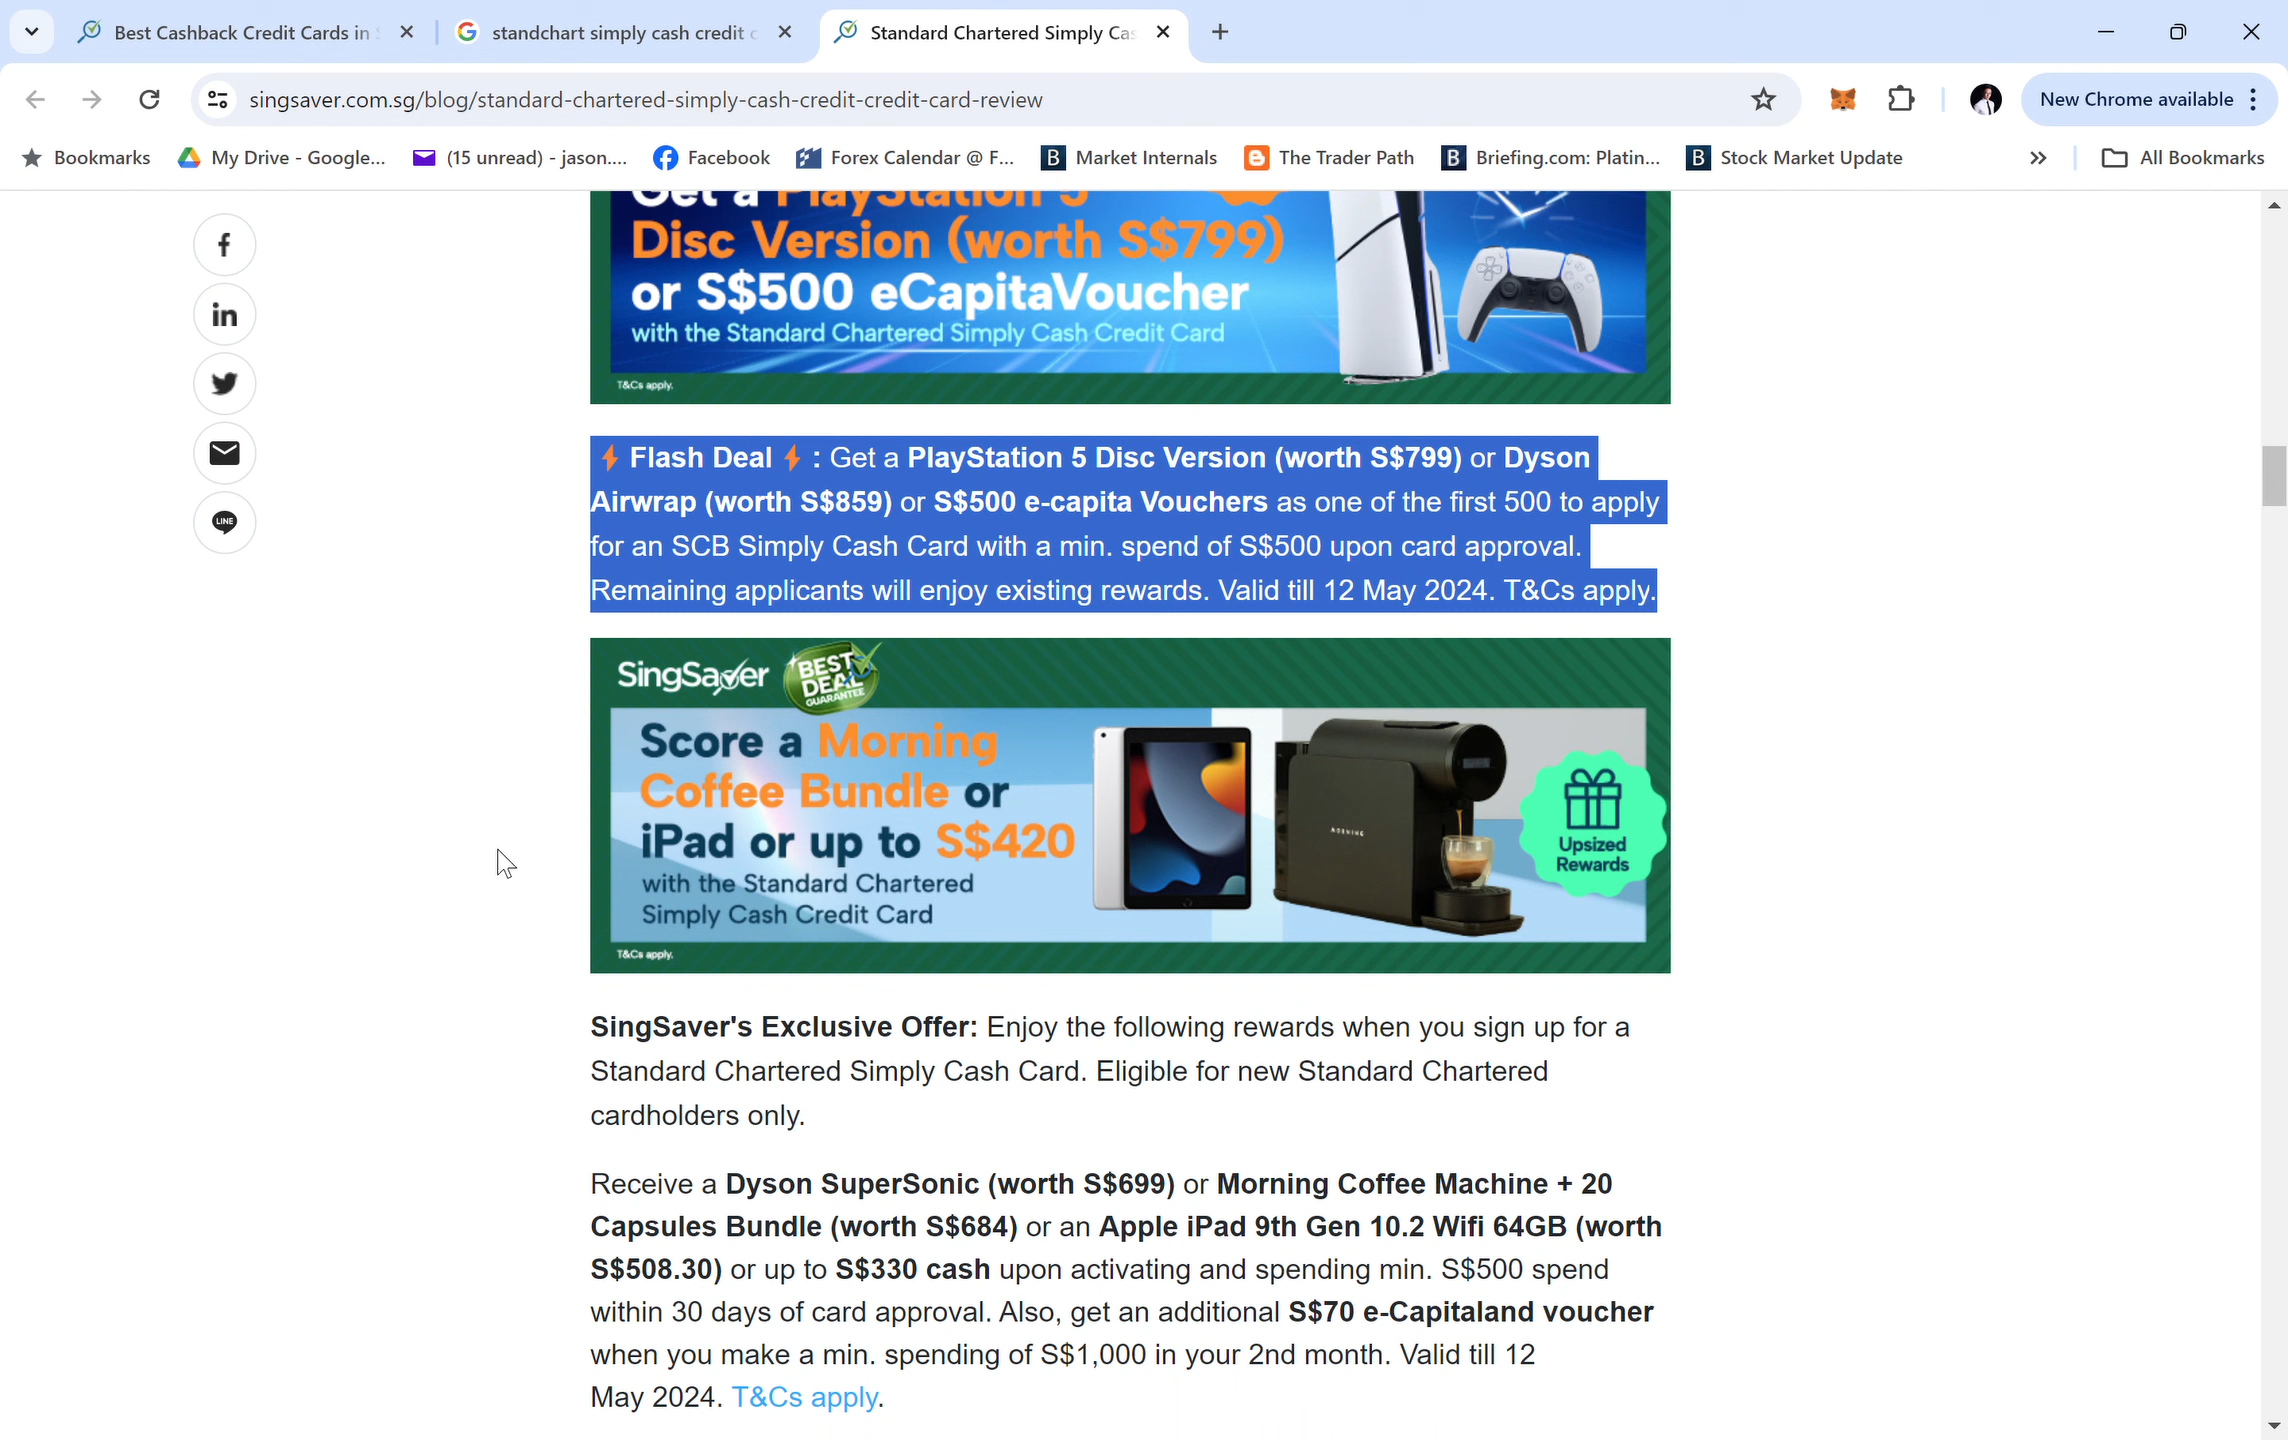 Best Cashback Credit Cards in S
standchart simply cash credit c
Standard Chartered Simply Cas
singsaver.com.sg/blog/standard-chartered-simply-cash-credit-credit-card-review
New Chrome available
Bookmarks
My Drive - Google...
(15 unread) - jason....
Facebook
Forex Calendar @ F...
Market Internals
The Trader Path
Briefing.com: Platin...
Stock Market Update
All Bookmarks
Get a PlayStation 5
Disc Version (worth S$799)
or S$500 eCapitaVoucher
with the Standard Chartered Simply Cash Credit Card
T&Cs apply.
LINE
⚡ Flash Deal ⚡ : Get a PlayStation 5 Disc Version (worth S$799) or Dyson
Airwrap (worth S$859) or S$500 e-capita Vouchers as one of the first 500 to apply
for an SCB Simply Cash Card with a min. spend of S$500 upon card approval.
Remaining applicants will enjoy existing rewards. Valid till 12 May 2024. T&Cs apply.
SingSaver
BEST
DEAL
GUARANTEE
Score a Morning
Coffee Bundle or
iPad or up to S$420
with the Standard Chartered
Simply Cash Credit Card
MORNING
Upsized
Rewards
T&Cs apply.
SingSaver's Exclusive Offer: Enjoy the following rewards when you sign up for a
Standard Chartered Simply Cash Card. Eligible for new Standard Chartered
cardholders only.
Receive a Dyson SuperSonic (worth S$699) or Morning Coffee Machine + 20
Capsules Bundle (worth S$684) or an Apple iPad 9th Gen 10.2 Wifi 64GB (worth
S$508.30) or up to S$330 cash upon activating and spending min. S$500 spend
within 30 days of card approval. Also, get an additional S$70 e-Capitaland voucher
when you make a min. spending of S$1,000 in your 2nd month. Valid till 12
May 2024. T&Cs apply.